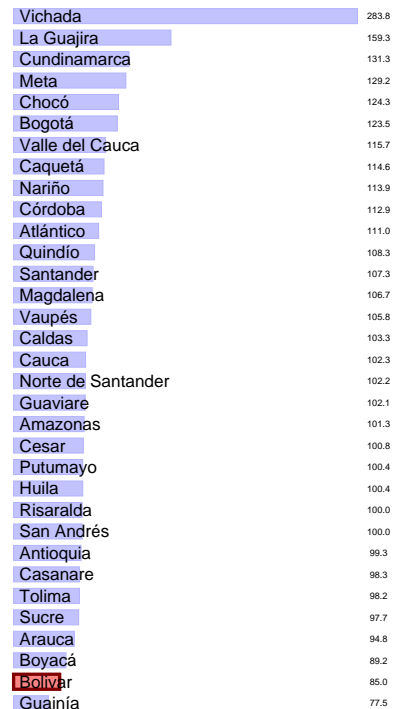 Vichada 283.8
La Guajira 159.3
Cundinamarca 131.3
Meta 129.2
Chocó 124.3
Bogotá 123.5
Valle del Cauca 115.7
Caquetá 114.6
Nariño 113.9
Córdoba 112.9
Atlántico 111.0
Quindío 108.3
Santander 107.3
Magdalena 106.7
Vaupés 105.8
Caldas 103.3
Cauca 102.3
Norte de Santander 102.2
Guaviare 102.1
Amazonas 101.3
Cesar 100.8
Putumayo 100.4
Huila 100.4
Risaralda 100.0
San Andrés 100.0
Antioquia 99.3
Casanare 98.3
Tolima 98.2
Sucre 97.7
Arauca 94.8
Boyacá 89.2
Bolivar 85.0
Guainía 77.5